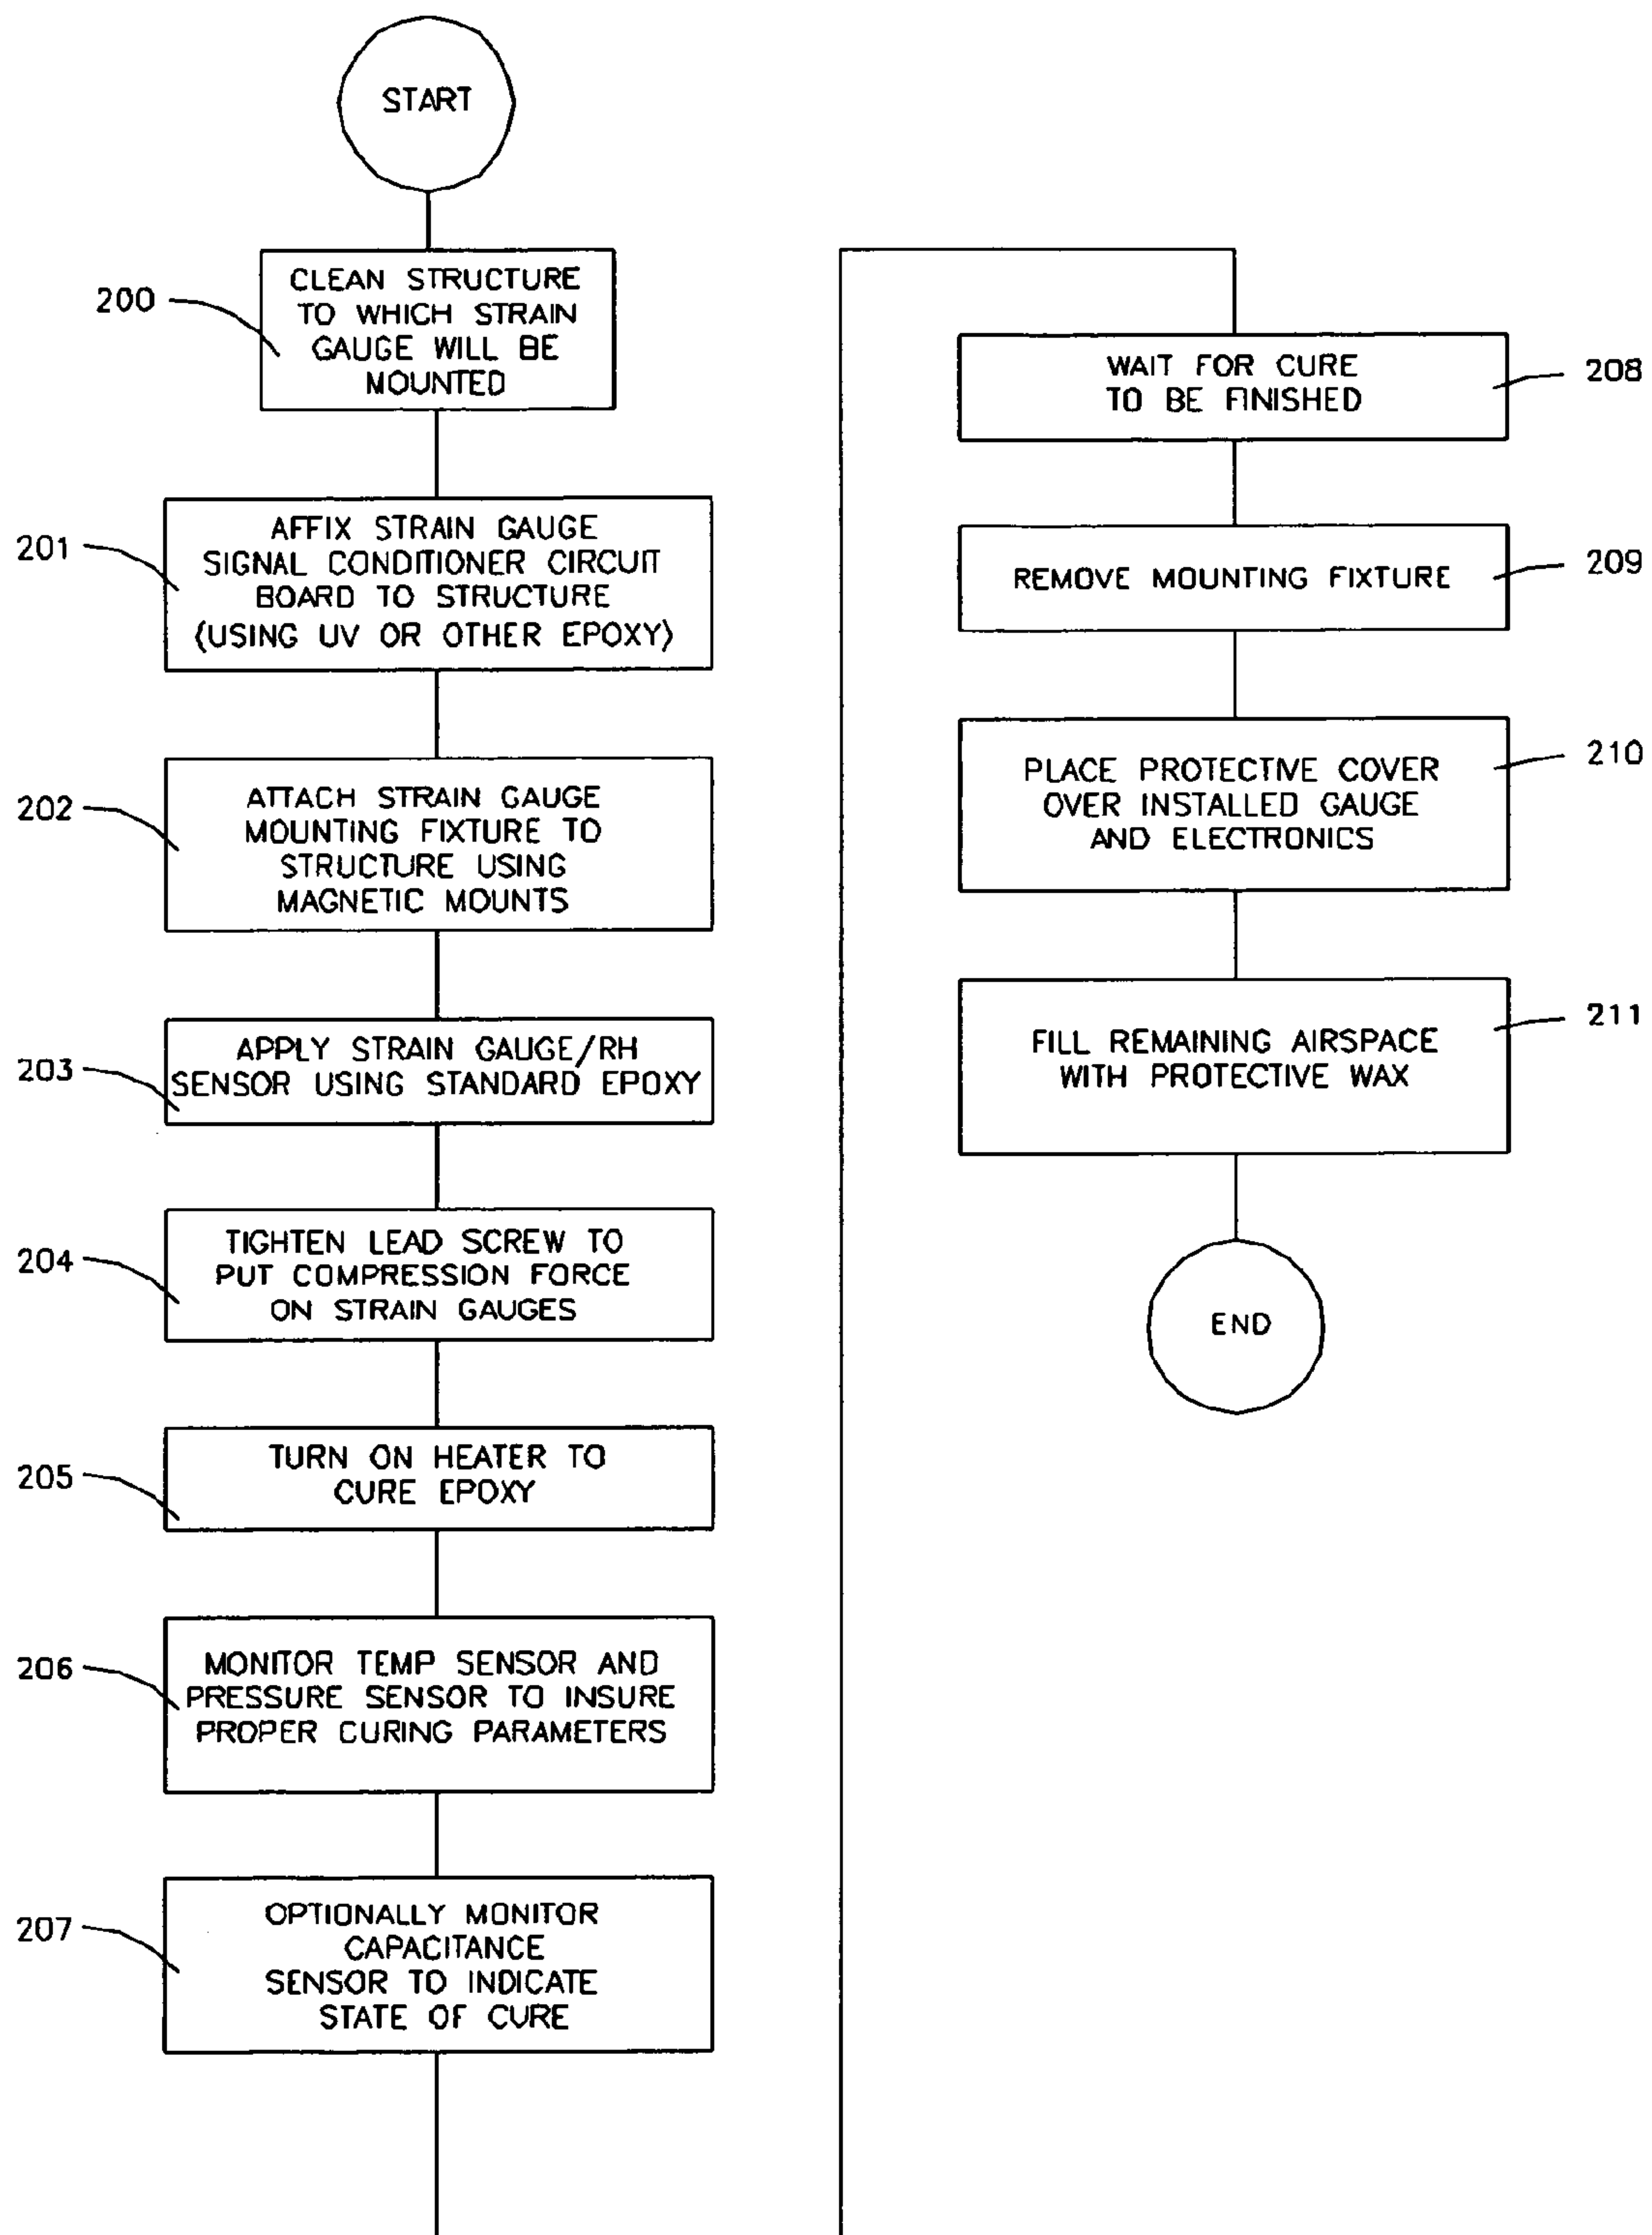 START
200
CLEAN STRUCTURE
TO WHICH STRAIN
GAUGE WILL BE
MOUNTED
201
AFFIX STRAIN GAUGE
SIGNAL CONDITIONER CIRCUIT
BOARD TO STRUCTURE
(USING UV OR OTHER EPOXY)
202
ATTACH STRAIN GAUGE
MOUNTING FIXTURE TO
STRUCTURE USING
MAGNETIC MOUNTS
203
APPLY STRAIN GAUGE/RH
SENSOR USING STANDARD EPOXY
204
TIGHTEN LEAD SCREW TO
PUT COMPRESSION FORCE
ON STRAIN GAUGES
205
TURN ON HEATER TO
CURE EPOXY
206
MONITOR TEMP SENSOR AND
PRESSURE SENSOR TO INSURE
PROPER CURING PARAMETERS
207
OPTIONALLY MONITOR
CAPACITANCE
SENSOR TO INDICATE
STATE OF CURE
WAIT FOR CURE
TO BE FINISHED
208
REMOVE MOUNTING FIXTURE
209
PLACE PROTECTIVE COVER
OVER INSTALLED GAUGE
AND ELECTRONICS
210
FILL REMAINING AIRSPACE
WITH PROTECTIVE WAX
211
END